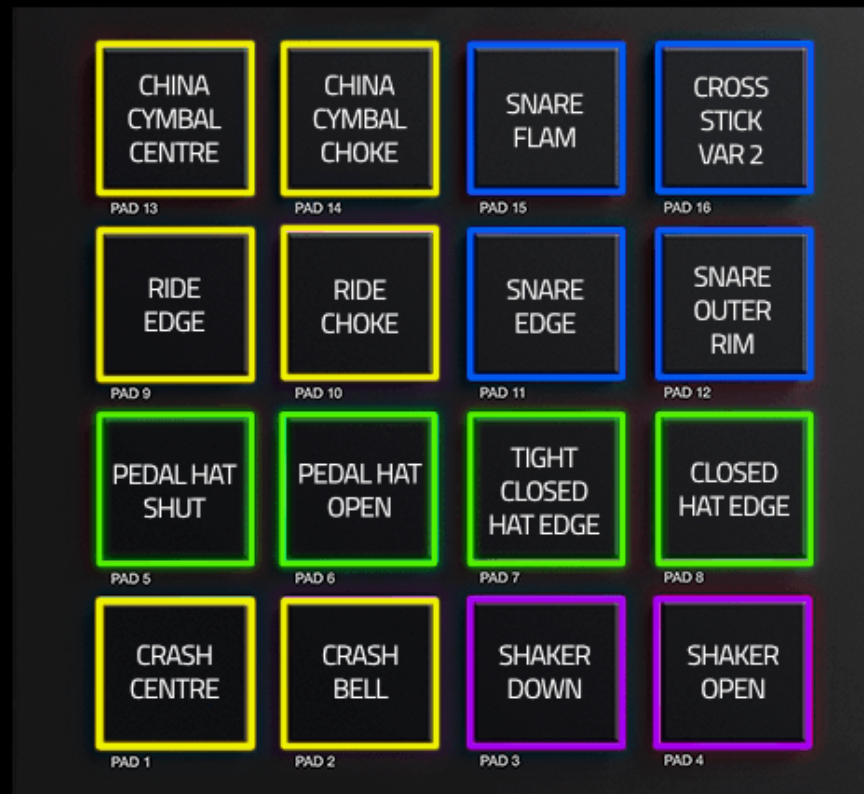 CHINA
CYMBAL
CENTRE
PAD 13
CHINA
CYMBAL
CHOKE
PAD 14
SNARE
FLAM
PAD 15
CROSS
STICK
VAR 2
PAD 16
RIDE
EDGE
PAD 9
RIDE
CHOKE
PAD 10
SNARE
EDGE
PAD 11
SNARE
OUTER
RIM
PAD 12
PEDAL HAT
SHUT
PAD 5
PEDAL HAT
OPEN
PAD 6
TIGHT
CLOSED
HAT EDGE
PAD 7
CLOSED
HAT EDGE
PAD 8
CRASH
CENTRE
PAD 1
CRASH
BELL
PAD 2
SHAKER
DOWN
PAD 3
SHAKER
OPEN
PAD 4